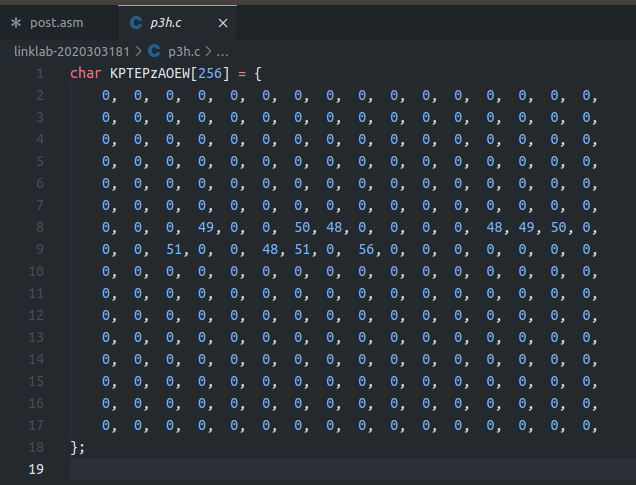 post.asm p3h.c ×
linklab-2020303181 > p3h.c > ...
1 char KPTEPzAOEW[256] = {
2 0, 0, 0, 0, 0, 0, 0, 0, 0, 0, 0, 0, 0, 0, 0, 0,
3 0, 0, 0, 0, 0, 0, 0, 0, 0, 0, 0, 0, 0, 0, 0, 0,
4 0, 0, 0, 0, 0, 0, 0, 0, 0, 0, 0, 0, 0, 0, 0, 0,
5 0, 0, 0, 0, 0, 0, 0, 0, 0, 0, 0, 0, 0, 0, 0, 0,
6 0, 0, 0, 0, 0, 0, 0, 0, 0, 0, 0, 0, 0, 0, 0, 0,
7 0, 0, 0, 0, 0, 0, 0, 0, 0, 0, 0, 0, 0, 0, 0, 0,
8 0, 0, 0, 49, 0, 0, 50, 48, 0, 0, 0, 0, 48, 49, 50, 0,
9 0, 0, 51, 0, 0, 48, 51, 0, 56, 0, 0, 0, 0, 0, 0, 0,
10 0, 0, 0, 0, 0, 0, 0, 0, 0, 0, 0, 0, 0, 0, 0, 0,
11 0, 0, 0, 0, 0, 0, 0, 0, 0, 0, 0, 0, 0, 0, 0, 0,
12 0, 0, 0, 0, 0, 0, 0, 0, 0, 0, 0, 0, 0, 0, 0, 0,
13 0, 0, 0, 0, 0, 0, 0, 0, 0, 0, 0, 0, 0, 0, 0, 0,
14 0, 0, 0, 0, 0, 0, 0, 0, 0, 0, 0, 0, 0, 0, 0, 0,
15 0, 0, 0, 0, 0, 0, 0, 0, 0, 0, 0, 0, 0, 0, 0, 0,
16 0, 0, 0, 0, 0, 0, 0, 0, 0, 0, 0, 0, 0, 0, 0, 0,
17 0, 0, 0, 0, 0, 0, 0, 0, 0, 0, 0, 0, 0, 0, 0, 0,
18 };
19